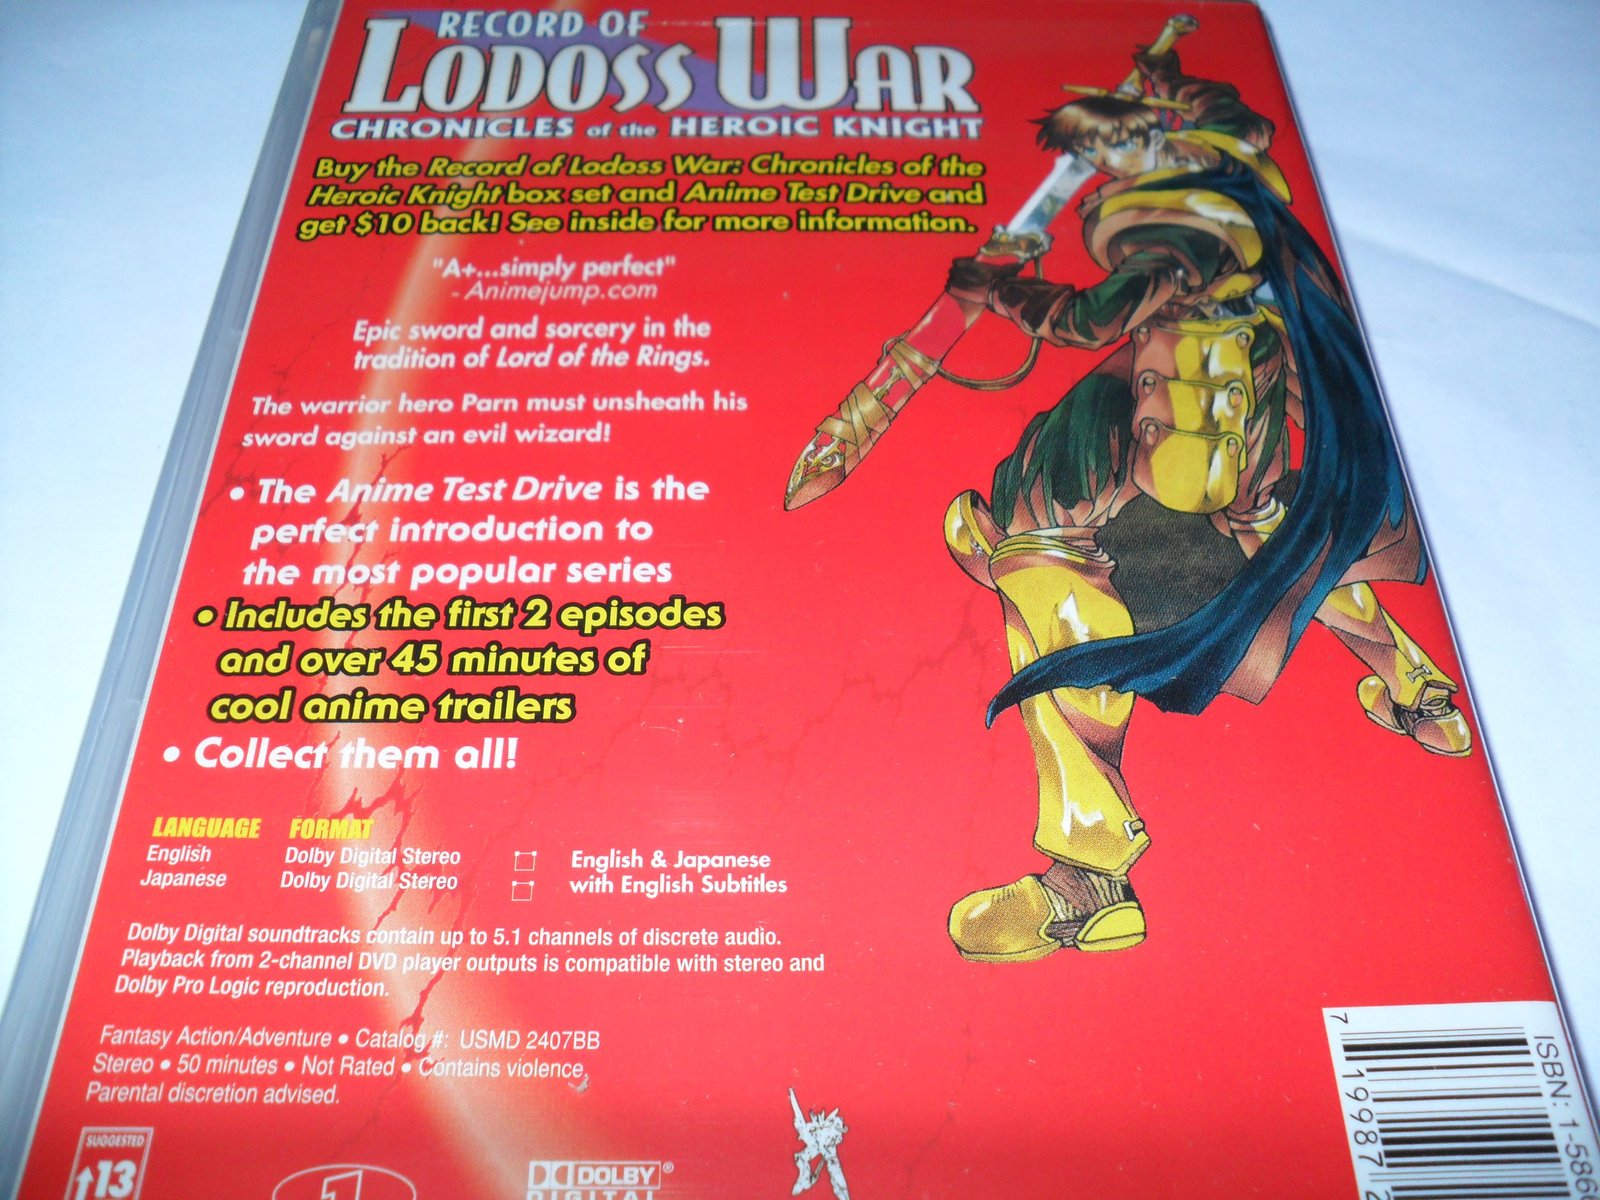 RECORD OF
LODOSS WAR
CHRONICLES of the HEROIC KNIGHT
Buy the Record of Lodoss War: Chronicles of the
Heroic Knight box set and Anime Test Drive and
get $10 back! See inside for more information.
"A+...simply perfect"
- Animejump.com
Epic sword and sorcery in the
tradition of Lord of the Rings.
The warrior hero Parn must unsheath his
sword against an evil wizard!
• The Anime Test Drive is the
perfect introduction to
the most popular series
• Includes the first 2 episodes
and over 45 minutes of
cool anime trailers
• Collect them all!
LANGUAGE FORMAT
English Dolby Digital Stereo
Japanese Dolby Digital Stereo
English & Japanese
with English Subtitles
Dolby Digital soundtracks contain up to 5.1 channels of discrete audio.
Playback from 2-channel DVD player outputs is compatible with stereo and
Dolby Pro Logic reproduction.
Fantasy Action/Adventure • Catalog #: USMD 2407BB
Stereo • 50 minutes • Not Rated • Contains violence.
Parental discretion advised.
SUGGESTED
13
1
DOLBY®
DIGITAL
ISBN: 1-586
7 19987